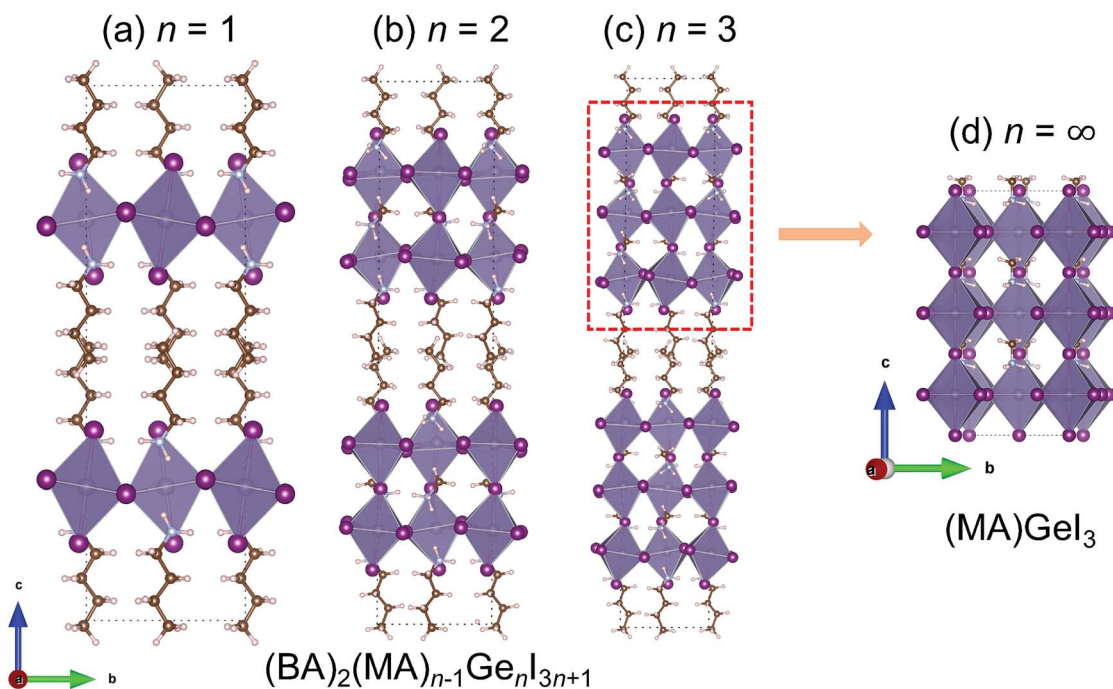 (a) n = 1
(b) n = 2
(c) n = 3
(d) n = ∞
c
a
b
c
a
b
(MA)GeI₃
(BA)₂(MA)ₙ₋₁GeₙI₃ₙ₊₁